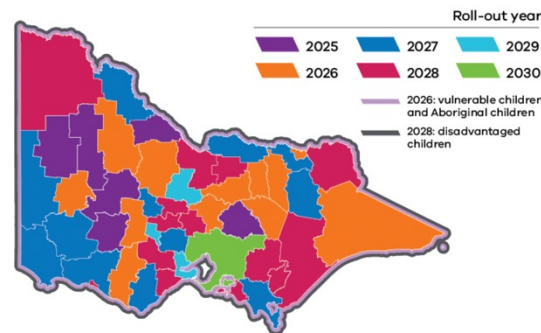 Roll-out year
2025 2027 2029
2026 2028 2030
2026: vulnerable children
and Aboriginal children
2028: disadvantaged
children